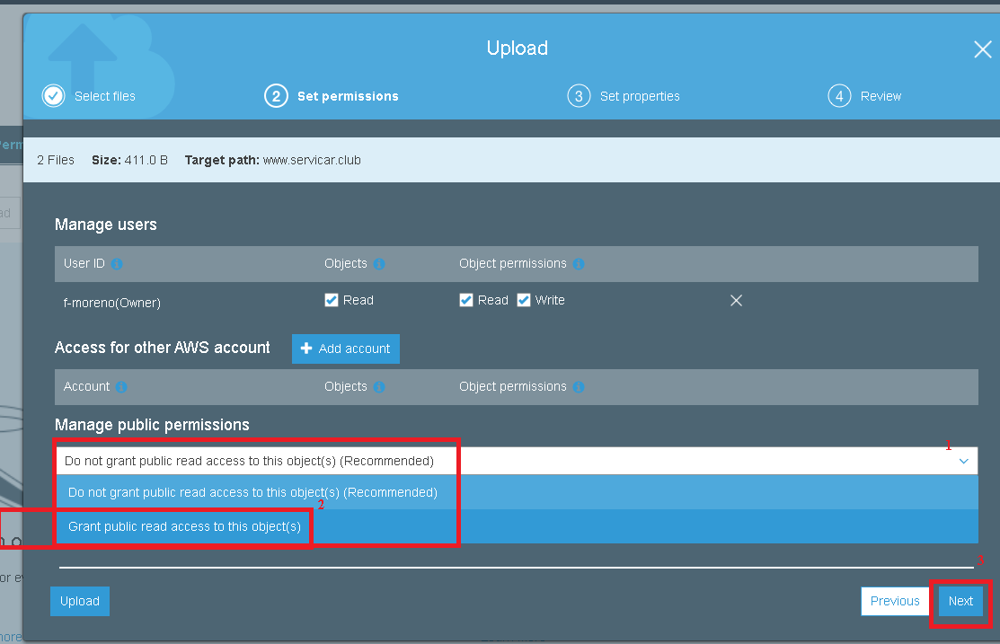 Upload
Select files
2 Set permissions
3 Set properties
4 Review
2 Files Size: 411.0 B Target path: www.servicar.club
Manage users
User ID Objects Object permissions
f-moreno(Owner) Read Read Write
Access for other AWS account + Add account
Account Objects Object permissions
Manage public permissions
1
Do not grant public read access to this object(s) (Recommended)
Do not grant public read access to this object(s) (Recommended)
2
Grant public read access to this object(s)
3
Upload Previous Next